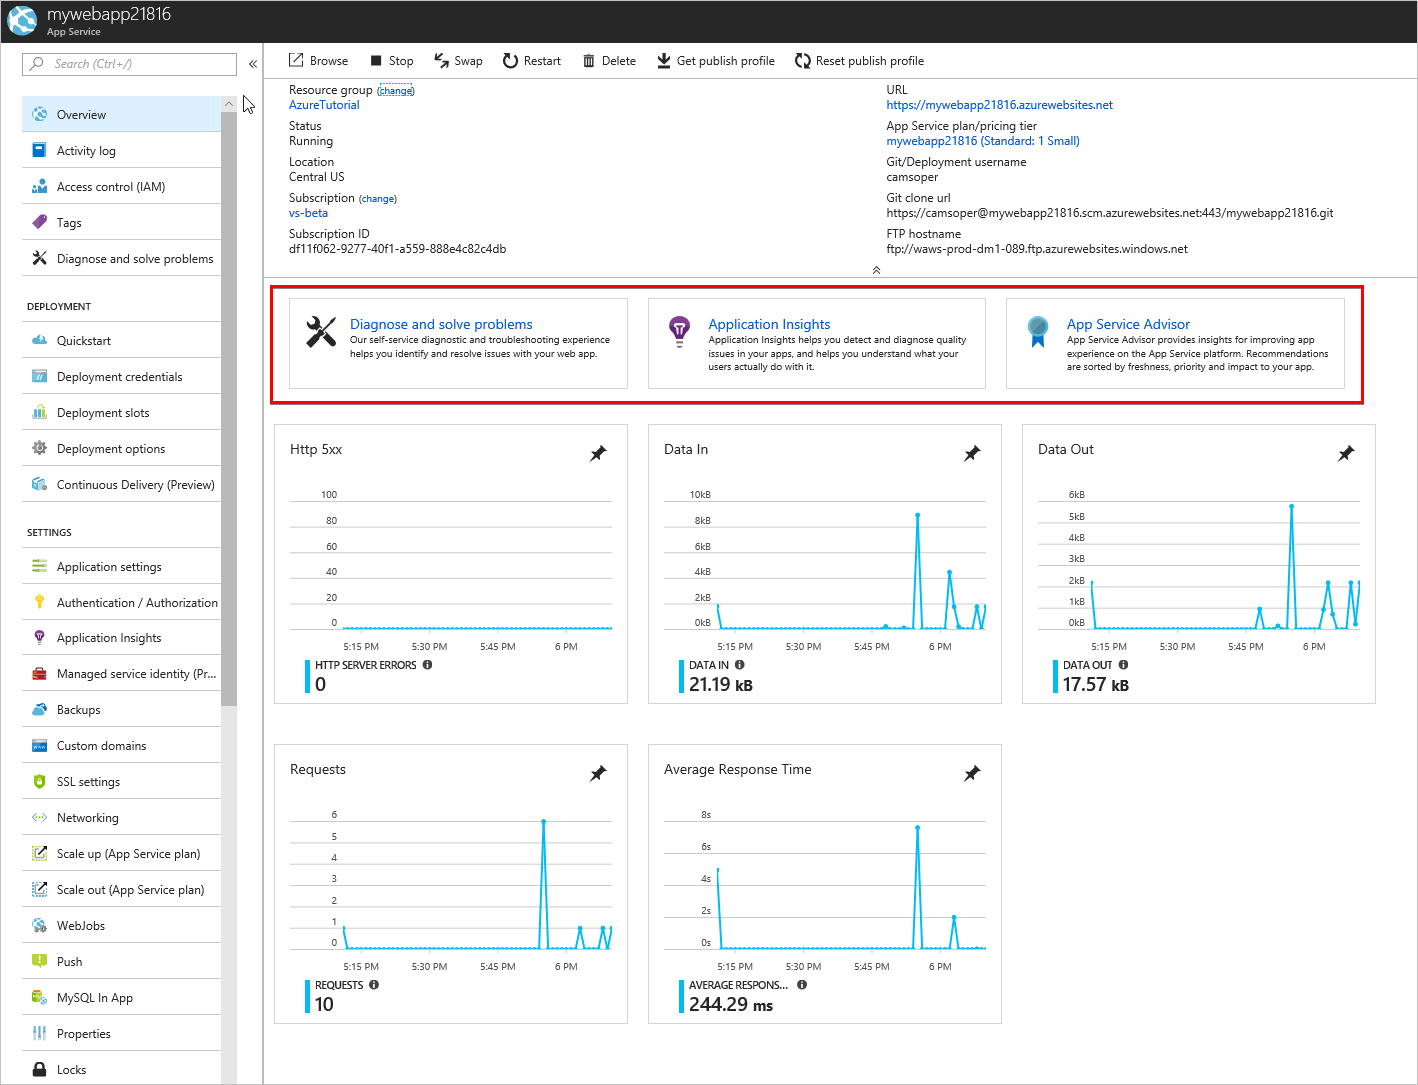 mywebapp21816
App Service
Search (Ctrl+/)
«
Overview
Activity log
Access control (IAM)
Tags
Diagnose and solve problems
DEPLOYMENT
Quickstart
Deployment credentials
Deployment slots
Deployment options
Continuous Delivery (Preview)
SETTINGS
Application settings
Authentication / Authorization
Application Insights
Managed service identity (Pr...
Backups
Custom domains
SSL settings
Networking
Scale up (App Service plan)
Scale out (App Service plan)
WebJobs
Push
MySQL In App
Properties
Locks
Browse Stop Swap Restart Delete Get publish profile Reset publish profile
Resource group (change)
AzureTutorial
Status
Running
Location
Central US
Subscription (change)
vs-beta
Subscription ID
df11f062-9277-40f1-a559-888e4c82c4db
URL
https://mywebapp21816.azurewebsites.net
App Service plan/pricing tier
mywebapp21816 (Standard: 1 Small)
Git/Deployment username
camsoper
Git clone url
https://camsoper@mywebapp21816.scm.azurewebsites.net:443/mywebapp21816.git
FTP hostname
ftp://waws-prod-dm1-089.ftp.azurewebsites.windows.net
Diagnose and solve problems
Our self-service diagnostic and troubleshooting experience
helps you identify and resolve issues with your web app.
Application Insights
Application Insights helps you detect and diagnose quality
issues in your apps, and helps you understand what your
users actually do with it.
App Service Advisor
App Service Advisor provides insights for improving app
experience on the App Service platform. Recommendations
are sorted by freshness, priority and impact to your app.
Http 5xx
100
80
60
40
20
0
5:15 PM 5:30 PM 5:45 PM 6 PM
HTTP SERVER ERRORS
0
Data In
10kB
8kB
6kB
4kB
2kB
0kB
5:15 PM 5:30 PM 5:45 PM 6 PM
DATA IN
21.19 kB
Data Out
6kB
5kB
4kB
3kB
2kB
1kB
0kB
5:15 PM 5:30 PM 5:45 PM 6 PM
DATA OUT
17.57 kB
Requests
6
5
4
3
2
1
0
5:15 PM 5:30 PM 5:45 PM 6 PM
REQUESTS
10
Average Response Time
8s
6s
4s
2s
0s
5:15 PM 5:30 PM 5:45 PM 6 PM
AVERAGE RESPONS...
244.29 ms